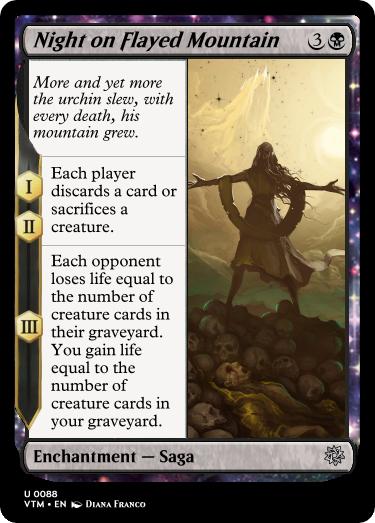 Night on Flayed Mountain 3
More and yet more
the urchin slew, with
every death, his
mountain grew.
I
Each player
discards a card or
sacrifices a
creature.
II
III
Each opponent
loses life equal to
the number of
creature cards in
their graveyard.
You gain life
equal to the
number of
creature cards in
your graveyard.
Enchantment — Saga
U 0088
VTM • EN Diana Franco